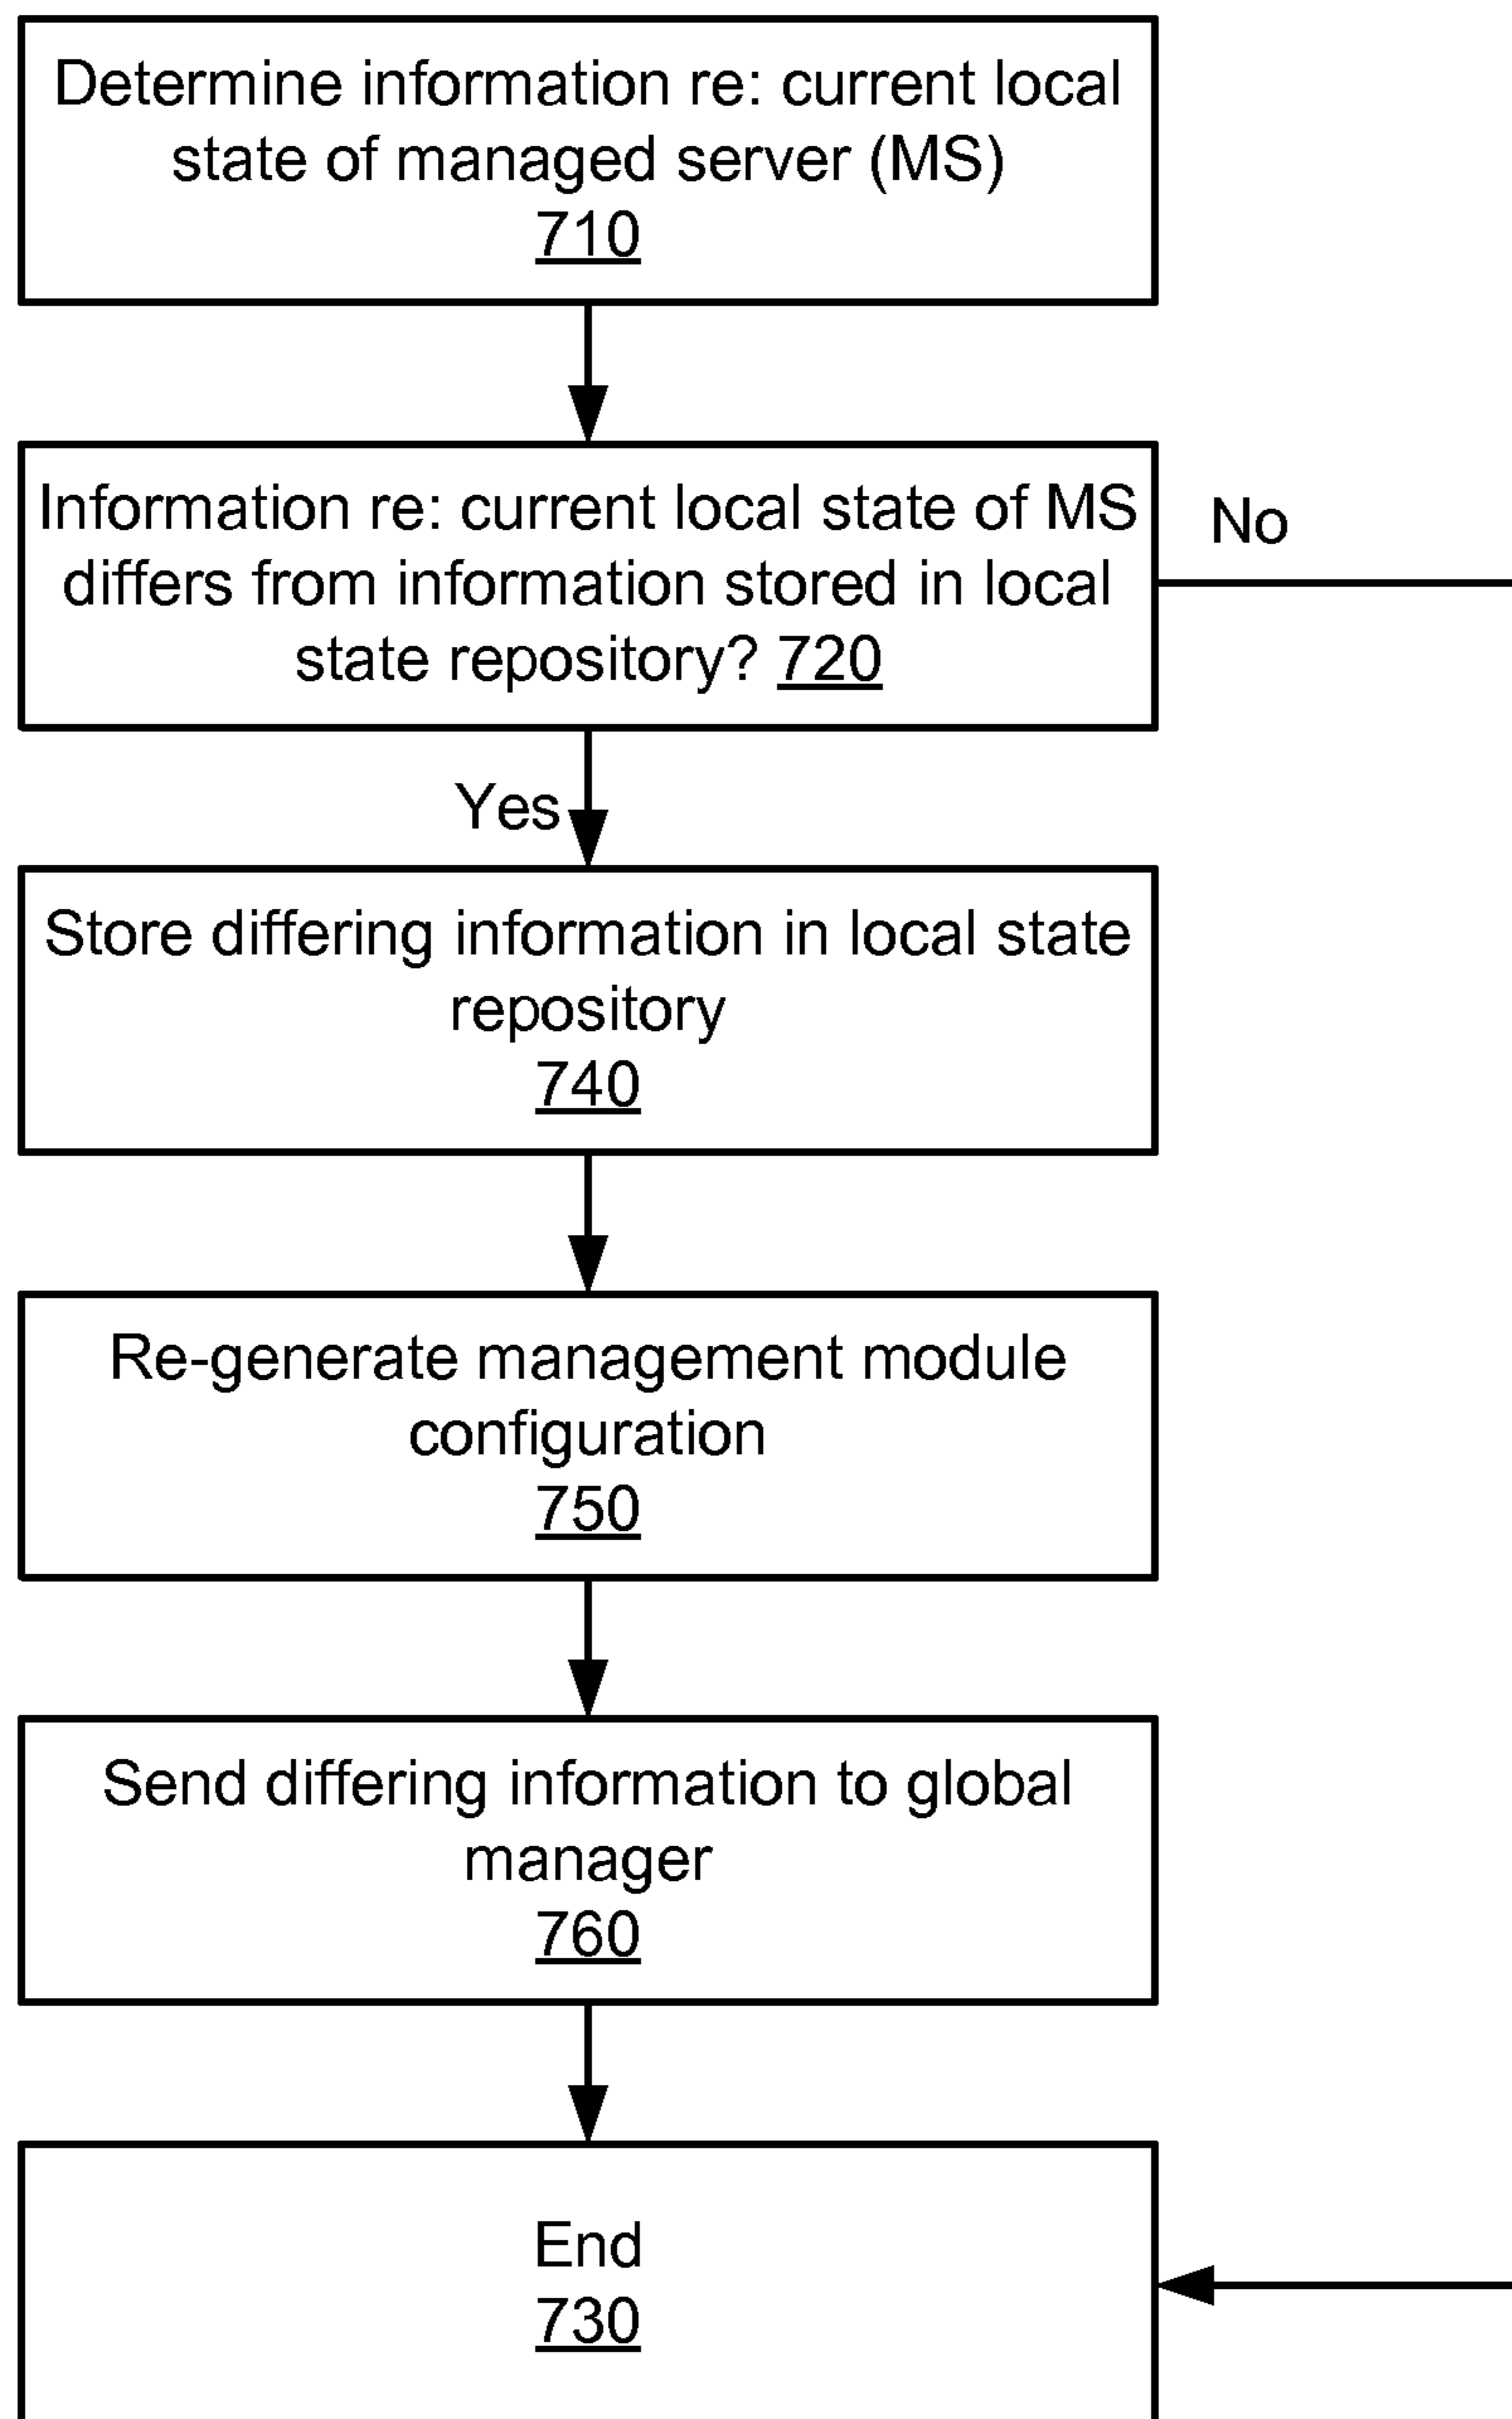 Determine information re: current local
state of managed server (MS)
710
Information re: current local state of MS
differs from information stored in local
state repository? 720
No
Yes
Store differing information in local state
repository
740
Re-generate management module
configuration
750
Send differing information to global
manager
760
End
730